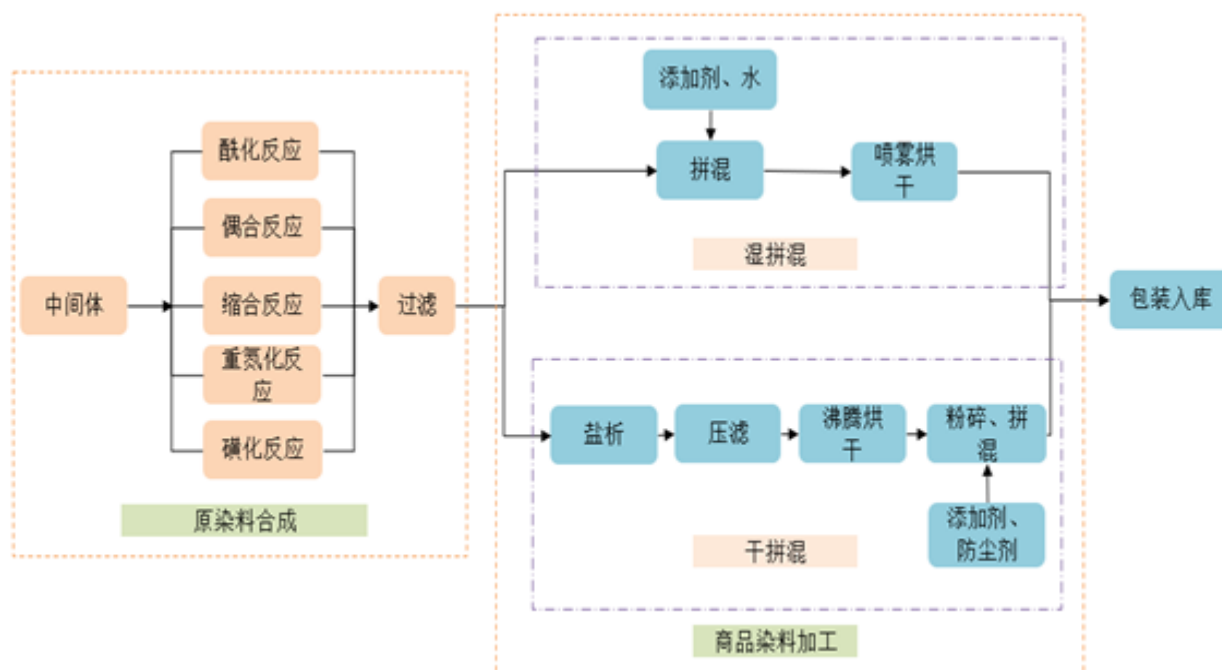 中间体
酰化反应
偶合反应
缩合反应
重氮化反
应
磺化反应
过滤
原染料合成
添加剂、水
拼混
喷雾烘
干
湿拼混
盐析
压滤
沸腾烘
干
粉碎、拼
混
添加剂、
防尘剂
干拼混
商品染料加工
包装入库